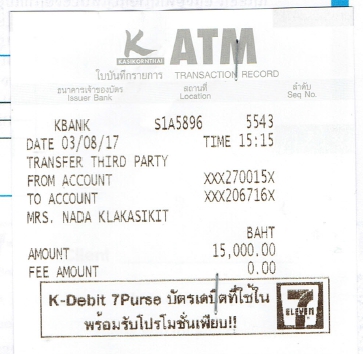 K ATM
KASIKORNTHAI
ใบบันทึกรายการ TRANSACTION RECORD
ธนาคารเจ้าของบัตร สถานที่ ลำดับ
Issuer Bank Location Seq No.
KBANK S1A5896 5543
DATE 03/08/17 TIME 15:15
TRANSFER THIRD PARTY
FROM ACCOUNT XXX270015X
TO ACCOUNT XXX206716X
MRS. NADA KLAKASIKIT
BAHT
AMOUNT 15,000.00
FEE AMOUNT 0.00
K-Debit 7Purse บัตรเดบิตที่ใช้ใน
พร้อมรับโปรโมชั่นเพียบ!!
7 ELEVEN